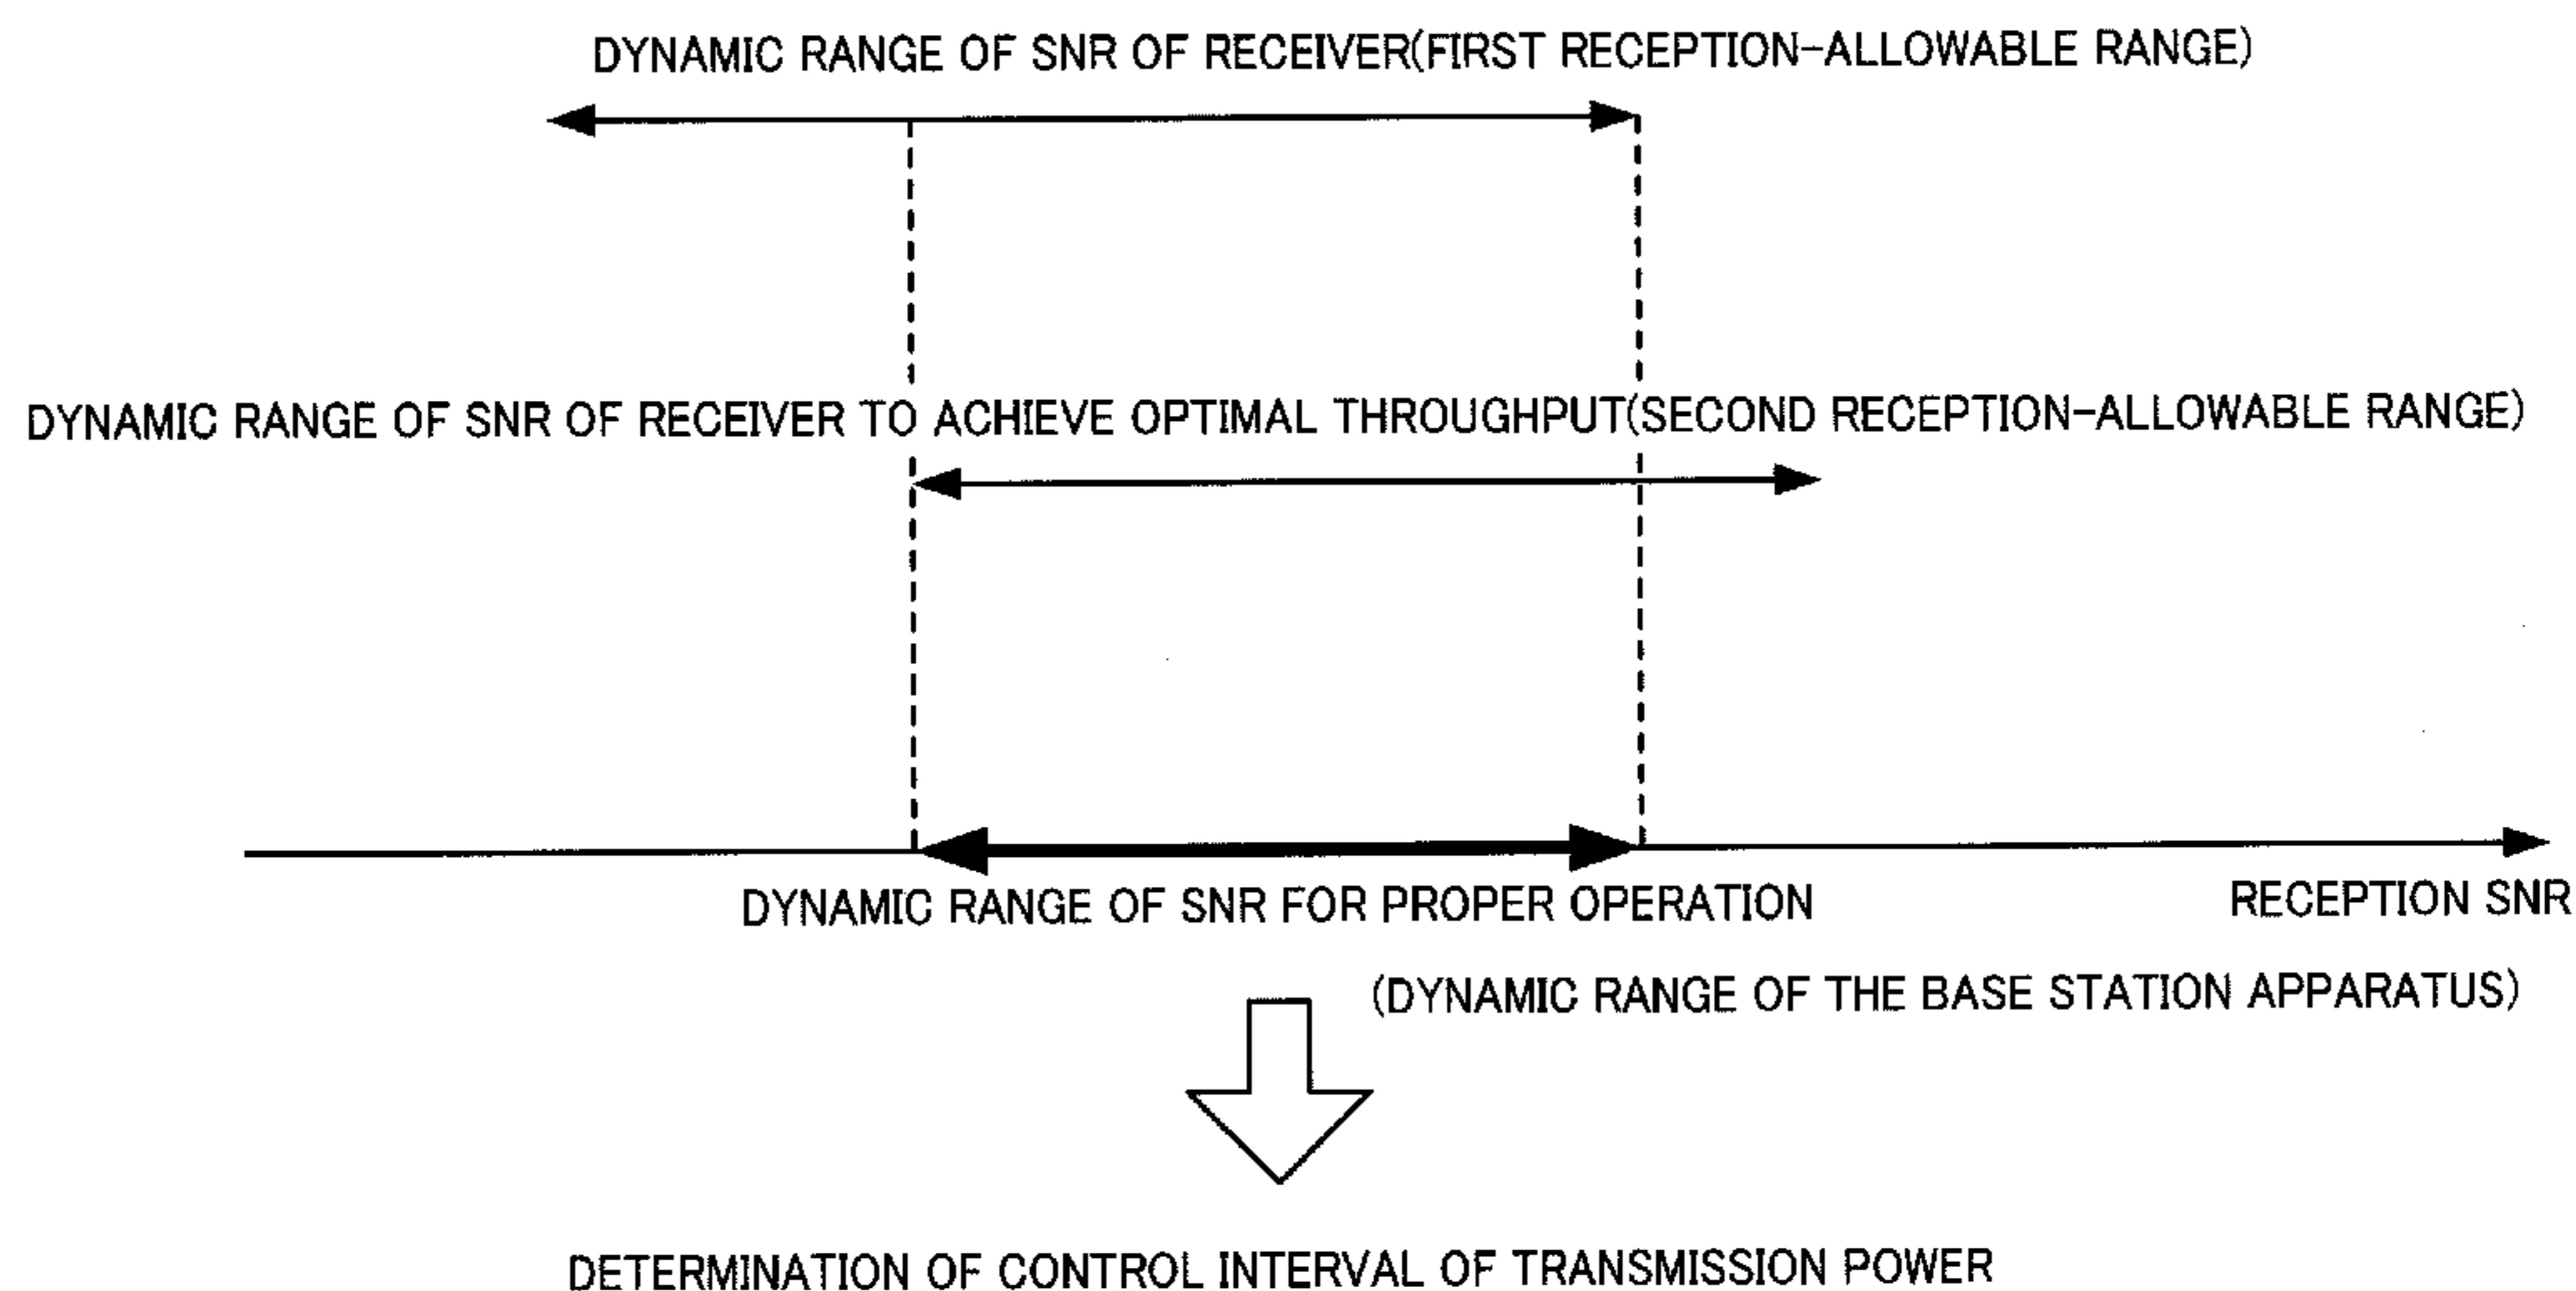 DYNAMIC RANGE OF SNR OF RECEIVER(FIRST RECEPTION-ALLOWABLE RANGE)
DYNAMIC RANGE OF SNR OF RECEIVER TO ACHIEVE OPTIMAL THROUGHPUT(SECOND RECEPTION-ALLOWABLE RANGE)
DYNAMIC RANGE OF SNR FOR PROPER OPERATION
RECEPTION SNR
(DYNAMIC RANGE OF THE BASE STATION APPARATUS)
DETERMINATION OF CONTROL INTERVAL OF TRANSMISSION POWER